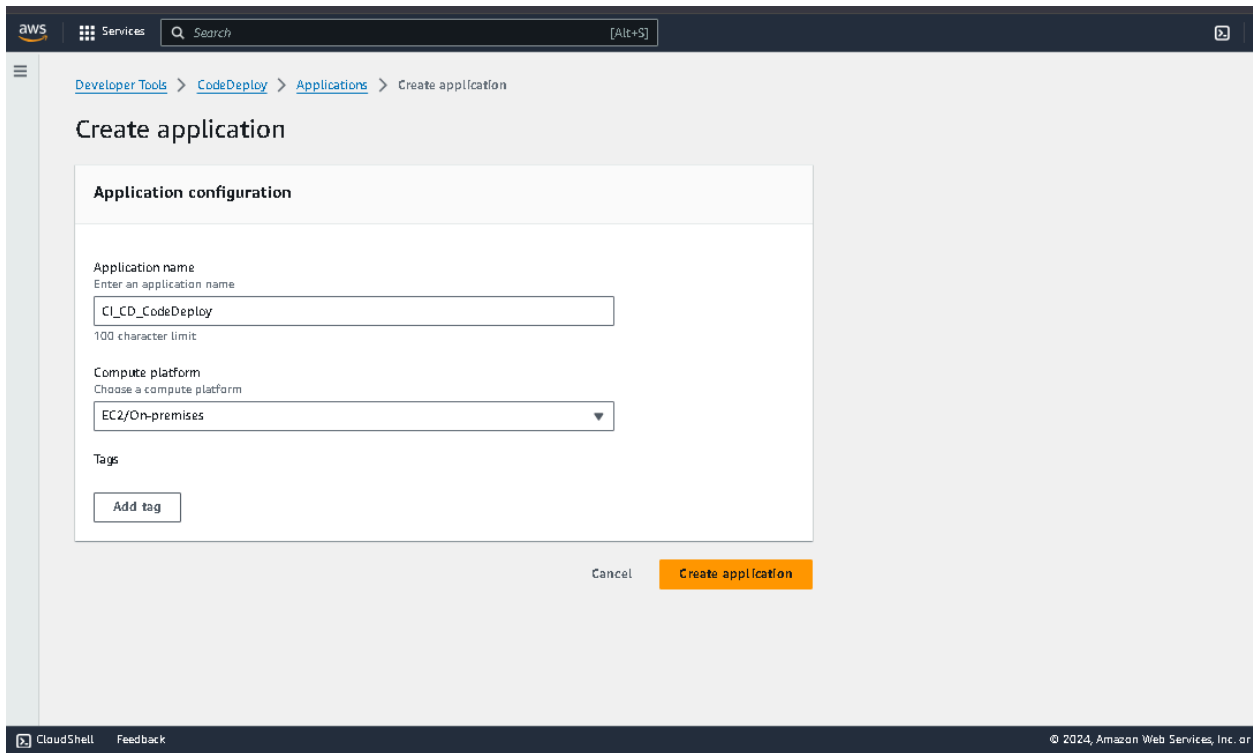 aws Services Search [Alt+S]
Developer Tools > CodeDeploy > Applications > Create application
Create application
Application configuration
Application name
Enter an application name
CI_CD_CodeDeploy
100 character limit
Compute platform
Choose a compute platform
EC2/On-premises
Tags
Add tag
Cancel Create application
CloudShell Feedback © 2024, Amazon Web Services, Inc. or